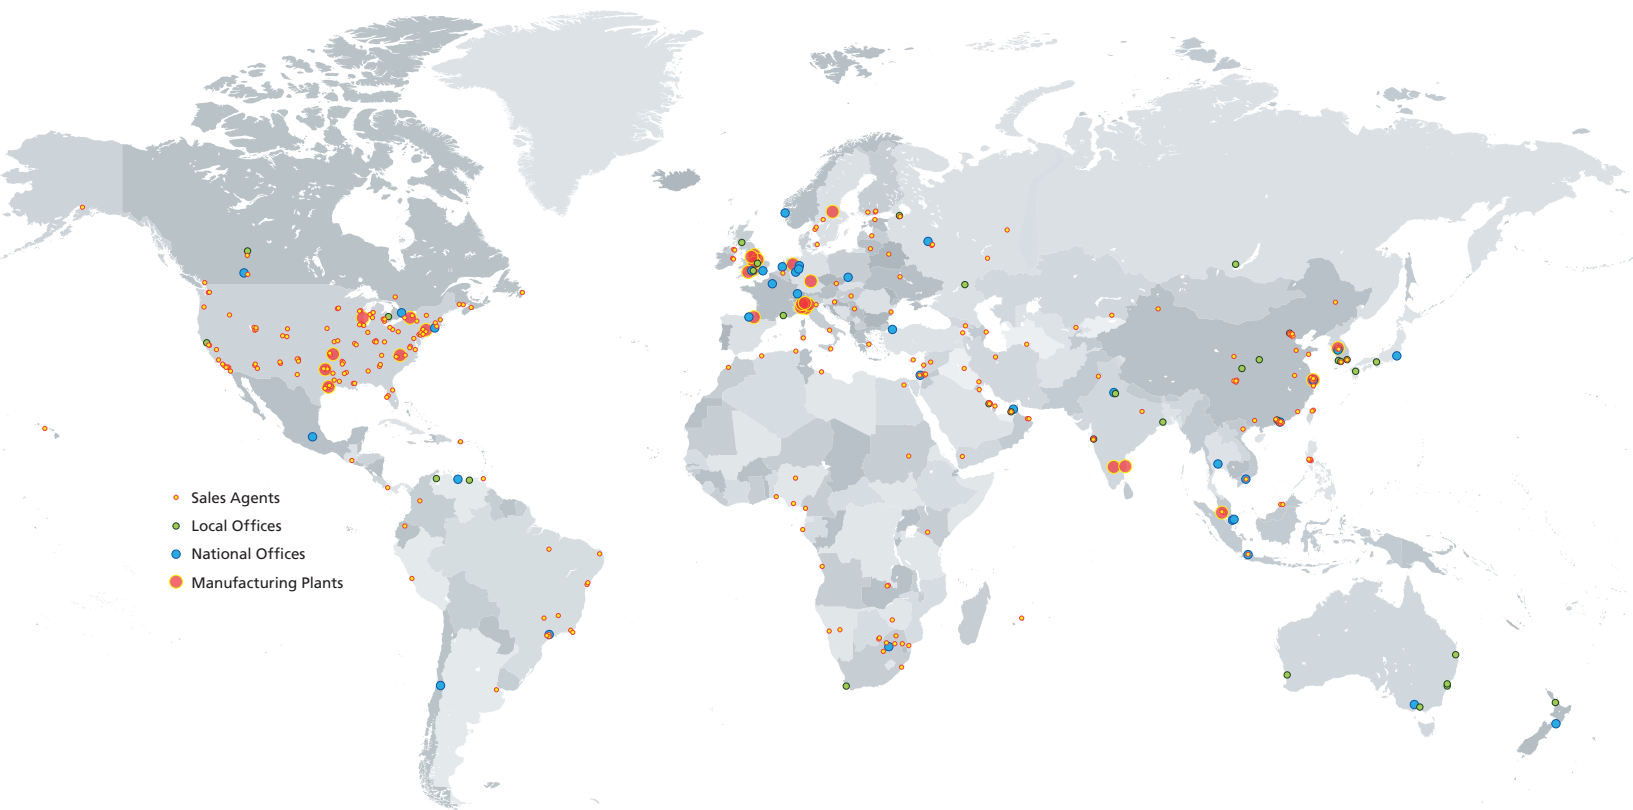 Sales Agents
Local Offices
National Offices
Manufacturing Plants